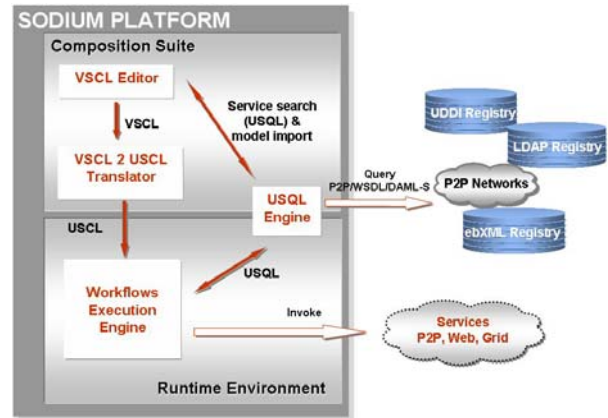 SODIUM PLATFORM
Composition Suite
VSCL Editor
VSCL
VSCL 2 USCL
Translator
Service search
(USQL) &
model import
USQL
Engine
USCL
USQL
Workflows
Execution
Engine
Runtime Environment
Query
P2P/WSDL/DAML-S
Invoke
UDDI Registry
LDAP Registry
P2P Networks
ebXML Registry
Services
P2P, Web, Grid